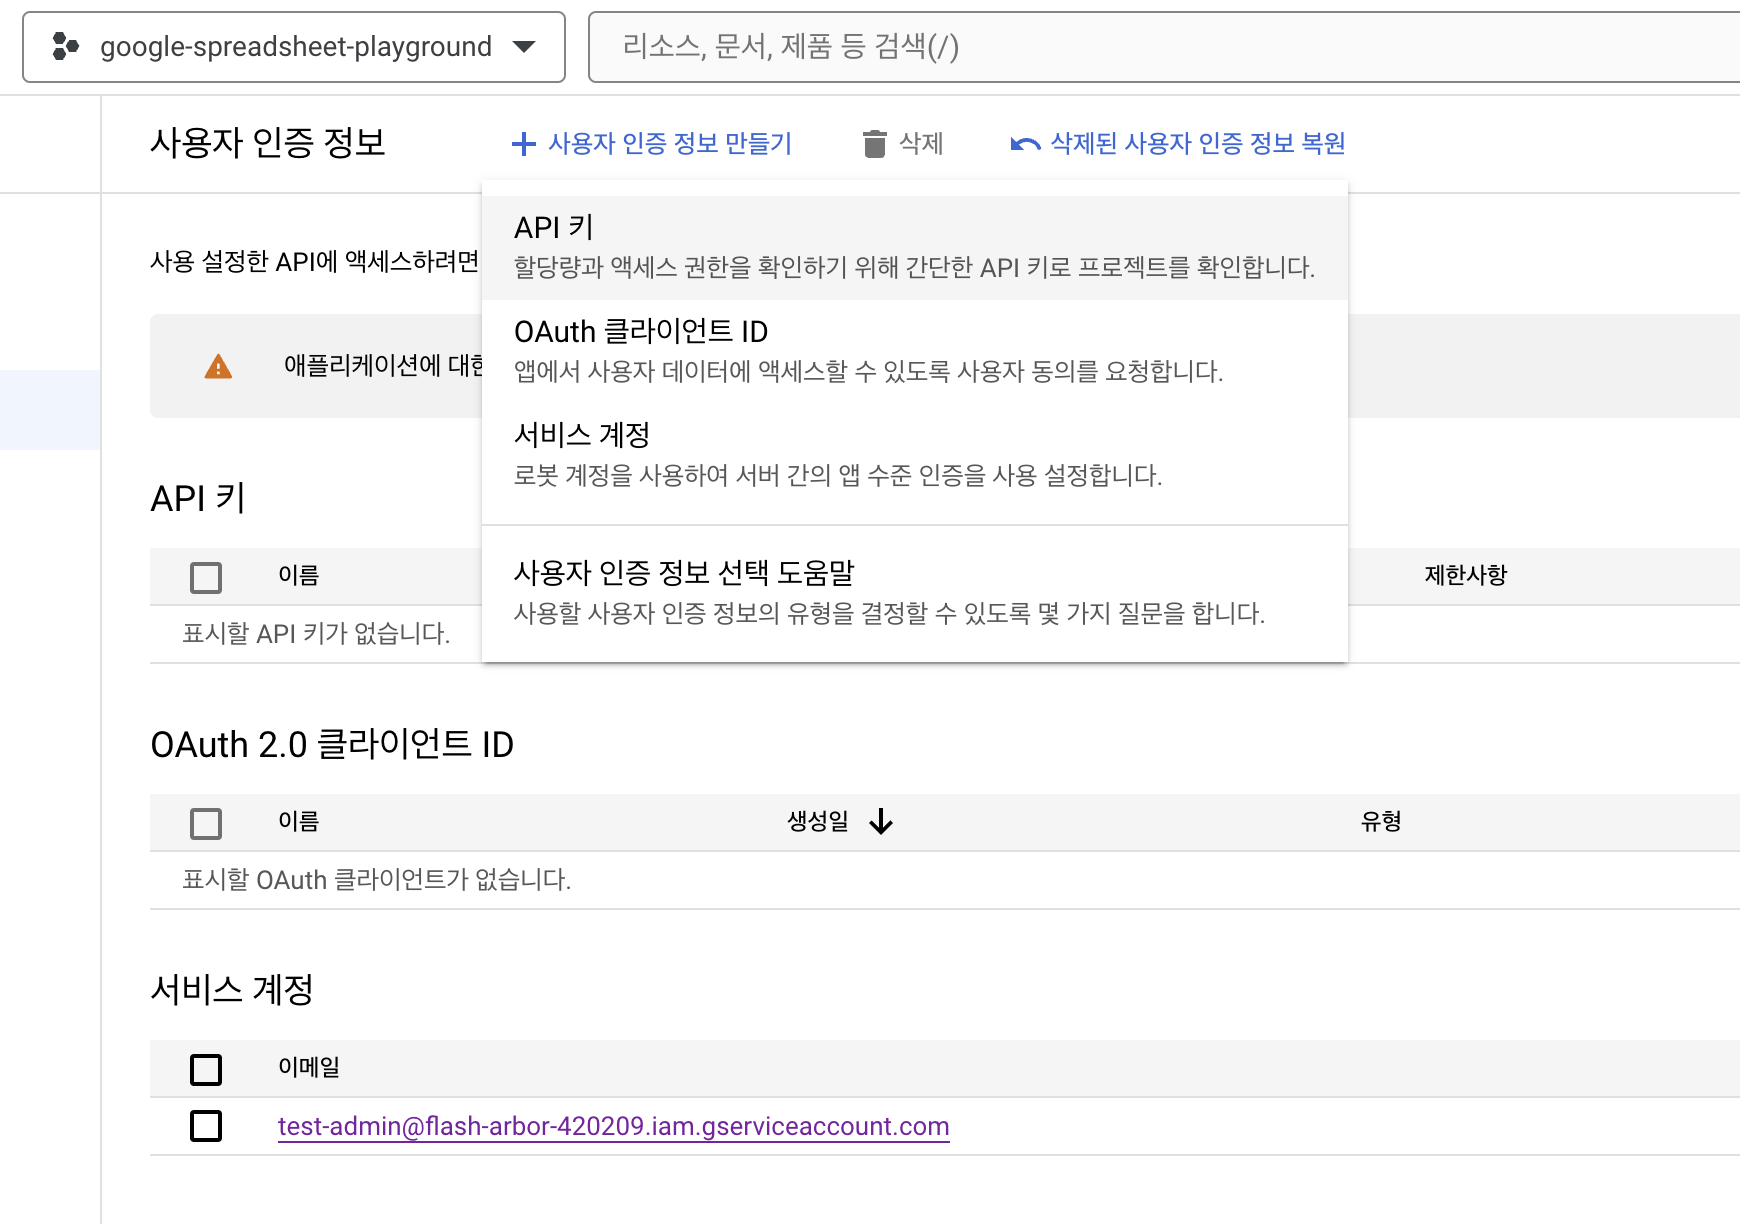 google-spreadsheet-playground
리소스, 문서, 제품 등 검색(/)
사용자 인증 정보
사용자 인증 정보 만들기
삭제
삭제된 사용자 인증 정보 복원
사용 설정한 API에 액세스하려면
애플리케이션에 대한
API 키
할당량과 액세스 권한을 확인하기 위해 간단한 API 키로 프로젝트를 확인합니다.
OAuth 클라이언트 ID
앱에서 사용자 데이터에 액세스할 수 있도록 사용자 동의를 요청합니다.
서비스 계정
로봇 계정을 사용하여 서버 간의 앱 수준 인증을 사용 설정합니다.
사용자 인증 정보 선택 도움말
사용할 사용자 인증 정보의 유형을 결정할 수 있도록 몇 가지 질문을 합니다.
API 키
이름
제한사항
표시할 API 키가 없습니다.
OAuth 2.0 클라이언트 ID
이름
생성일
유형
표시할 OAuth 클라이언트가 없습니다.
서비스 계정
이메일
test-admin@flash-arbor-420209.iam.gserviceaccount.com